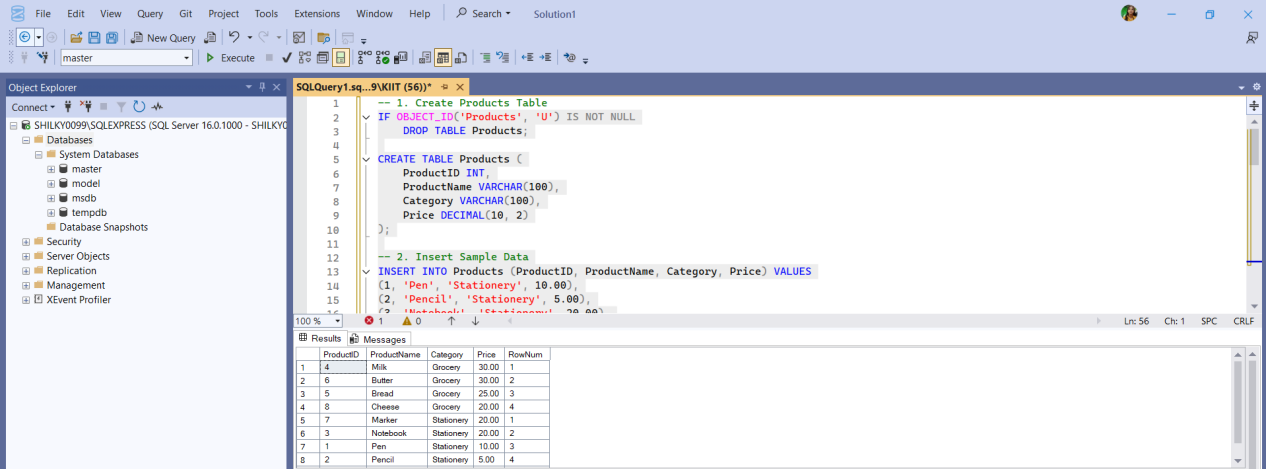 File Edit View Query Git Project Tools Extensions Window Help Search Solution1
New Query
master Execute
Object Explorer
Connect
SHILKY0099\SQLEXPRESS (SQL Server 16.0.1000 - SHILKY0
Databases
System Databases
master
model
msdb
tempdb
Database Snapshots
Security
Server Objects
Replication
Management
XEvent Profiler
SQLQuery1.sq...9\KIIT (56))*
1 -- 1. Create Products Table
2 IF OBJECT_ID('Products', 'U') IS NOT NULL
3 DROP TABLE Products;
4
5 CREATE TABLE Products (
6 ProductID INT,
7 ProductName VARCHAR(100),
8 Category VARCHAR(100),
9 Price DECIMAL(10, 2)
10 );
11
12 -- 2. Insert Sample Data
13 INSERT INTO Products (ProductID, ProductName, Category, Price) VALUES
14 (1, 'Pen', 'Stationery', 10.00),
15 (2, 'Pencil', 'Stationery', 5.00),
16 (3, 'Notebook', 'Stationery', 20.00),
100 % 1 0 Ln: 56 Ch: 1 SPC CRLF
Results Messages
ProductID ProductName Category Price RowNum
1 4 Milk Grocery 30.00 1
2 6 Butter Grocery 30.00 2
3 5 Bread Grocery 25.00 3
4 8 Cheese Grocery 20.00 4
5 7 Marker Stationery 20.00 1
6 3 Notebook Stationery 20.00 2
7 1 Pen Stationery 10.00 3
8 2 Pencil Stationery 5.00 4